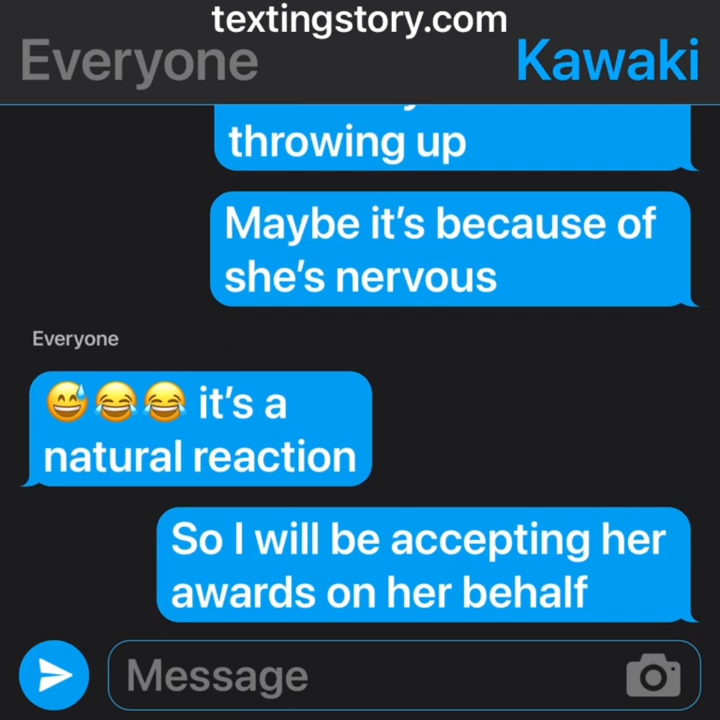 textingstory.com
Everyone Kawaki
throwing up
Maybe it’s because of
she’s nervous
Everyone
😅😂😂 it’s a
natural reaction
So I will be accepting her
awards on her behalf
Message